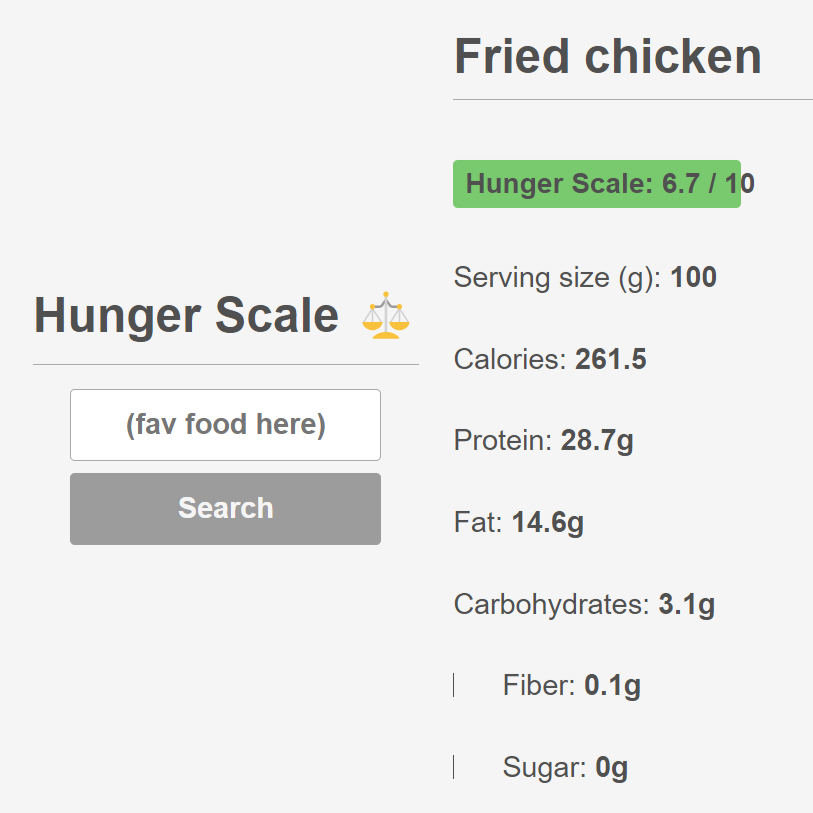 Hunger Scale ⚖
(fav food here)
Search
Fried chicken
Hunger Scale: 6.7 / 10
Serving size (g): 100
Calories: 261.5
Protein: 28.7g
Fat: 14.6g
Carbohydrates: 3.1g
Fiber: 0.1g
Sugar: 0g